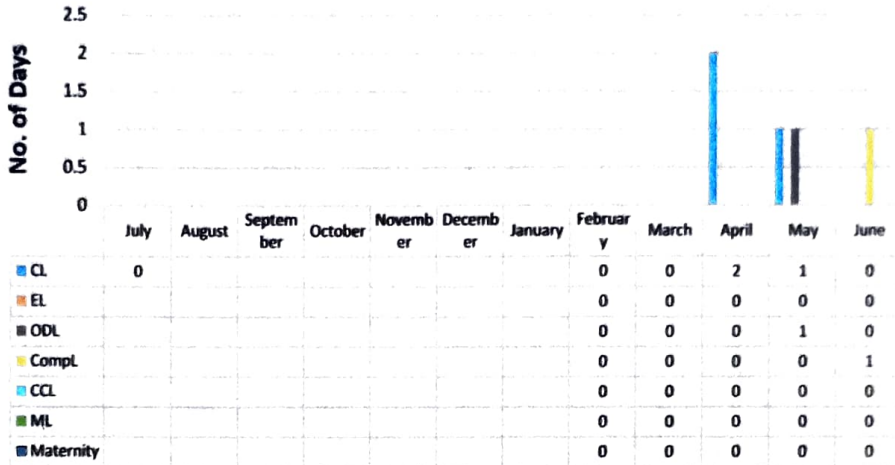 No. of Days
2.5
2
1.5
1
0.5
0
July August Septem ber October Novemb er Decemb er January Februar y March April May June
CL 0 0 0 2 1 0
EL 0 0 0 0 0
ODL 0 0 0 1 0
CompL 0 0 0 0 1
CCL 0 0 0 0 0
ML 0 0 0 0 0
Maternity 0 0 0 0 0